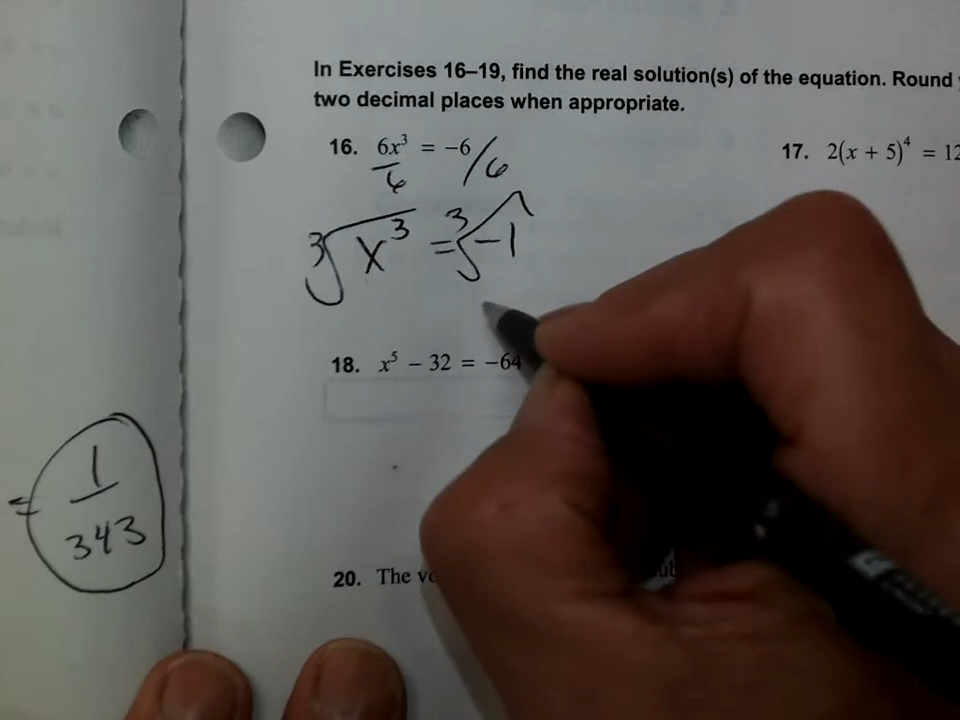 In Exercises 16–19, find the real solution(s) of the equation. Round
two decimal places when appropriate.
16. 6x³ = −6 /6
6
17. 2(x + 5)⁴ = 12
∛x³ = ∛−1
18. x⁵ − 32 = −64
= 1
343
20. The